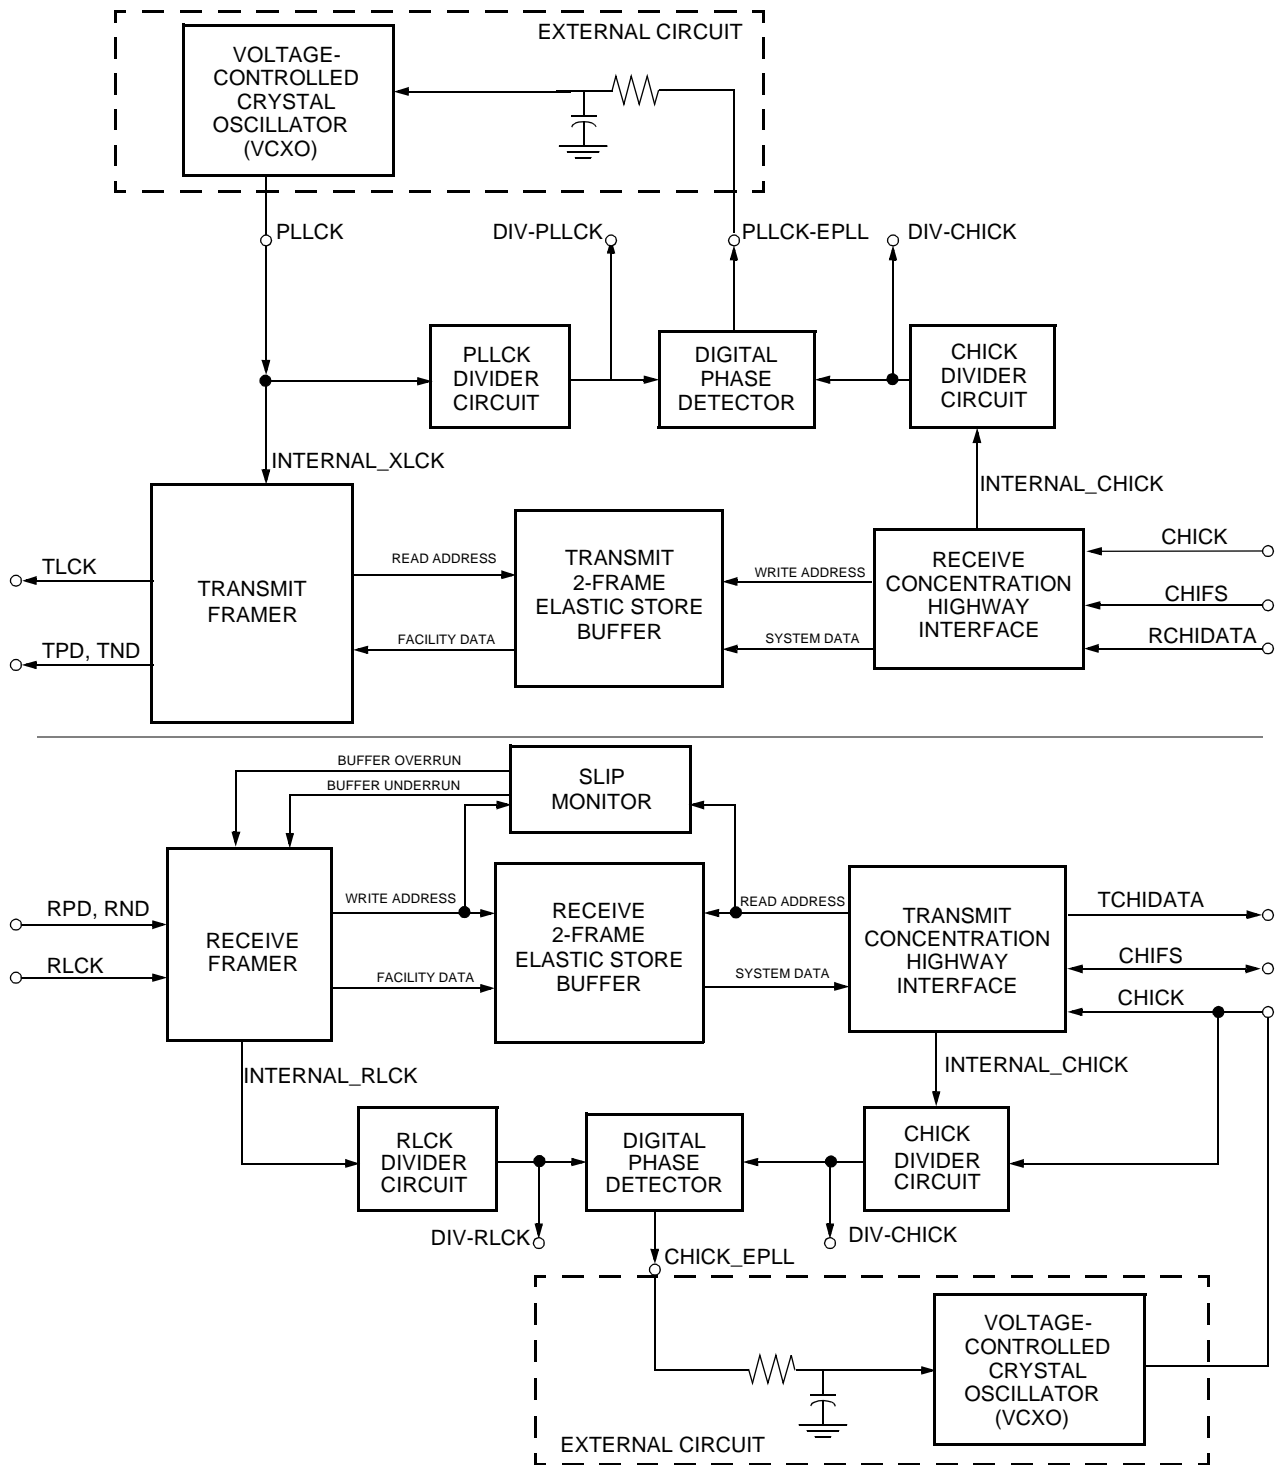 EXTERNAL CIRCUIT
VOLTAGE-
CONTROLLED
CRYSTAL
OSCILLATOR
(VCXO)
PLLCK
DIV-PLLCK
PLLCK-EPLL
DIV-CHICK
PLLCK
DIVIDER
CIRCUIT
DIGITAL
PHASE
DETECTOR
CHICK
DIVIDER
CIRCUIT
INTERNAL_XLCK
INTERNAL_CHICK
TLCK
TPD, TND
TRANSMIT
FRAMER
READ ADDRESS
FACILITY DATA
TRANSMIT
2-FRAME
ELASTIC STORE
BUFFER
WRITE ADDRESS
SYSTEM DATA
RECEIVE
CONCENTRATION
HIGHWAY
INTERFACE
CHICK
CHIFS
RCHIDATA
BUFFER OVERRUN
BUFFER UNDERRUN
SLIP
MONITOR
RPD, RND
RLCK
RECEIVE
FRAMER
WRITE ADDRESS
FACILITY DATA
RECEIVE
2-FRAME
ELASTIC STORE
BUFFER
READ ADDRESS
SYSTEM DATA
TRANSMIT
CONCENTRATION
HIGHWAY
INTERFACE
TCHIDATA
CHIFS
CHICK
INTERNAL_RLCK
INTERNAL_CHICK
RLCK
DIVIDER
CIRCUIT
DIGITAL
PHASE
DETECTOR
CHICK
DIVIDER
CIRCUIT
DIV-RLCK
CHICK_EPLL
DIV-CHICK
VOLTAGE-
CONTROLLED
CRYSTAL
OSCILLATOR
(VCXO)
EXTERNAL CIRCUIT